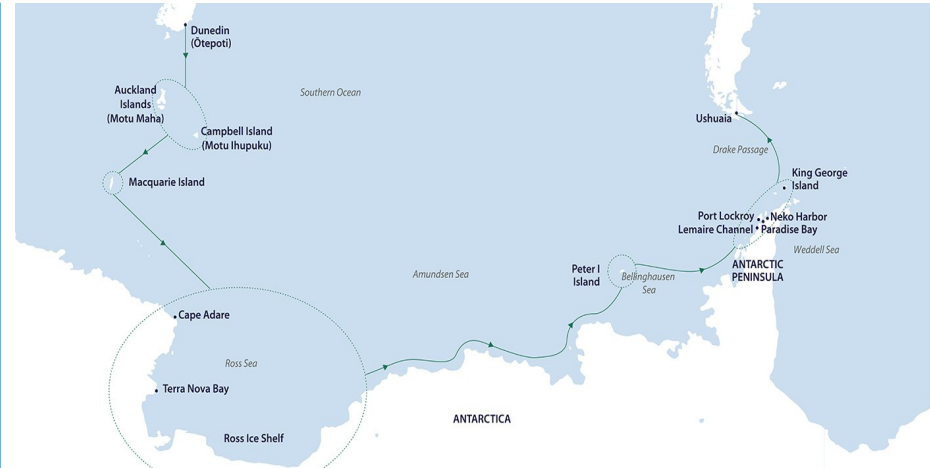 Dunedin
(Ōtepoti)
Auckland
Islands
(Motu Maha)
Southern Ocean
Campbell Island
(Motu Ihupuku)
Macquarie Island
Ushuaia
Drake Passage
King George
Island
Port Lockroy
Neko Harbor
Lemaire Channel
Paradise Bay
Weddell Sea
ANTARCTIC
PENINSULA
Peter I
Island
Bellinghausen
Sea
Amundsen Sea
Cape Adare
Ross Sea
Terra Nova Bay
Ross Ice Shelf
ANTARCTICA